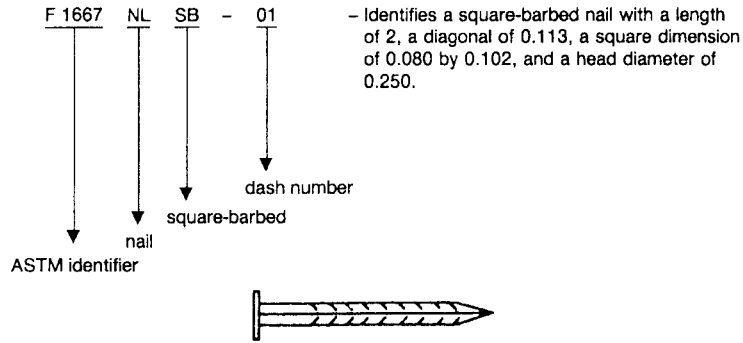 F 1667 NL SB – 01 – Identifies a square-barbed nail with a length
of 2, a diagonal of 0.113, a square dimension
of 0.080 by 0.102, and a head diameter of
0.250.
dash number
square-barbed
nail
ASTM identifier